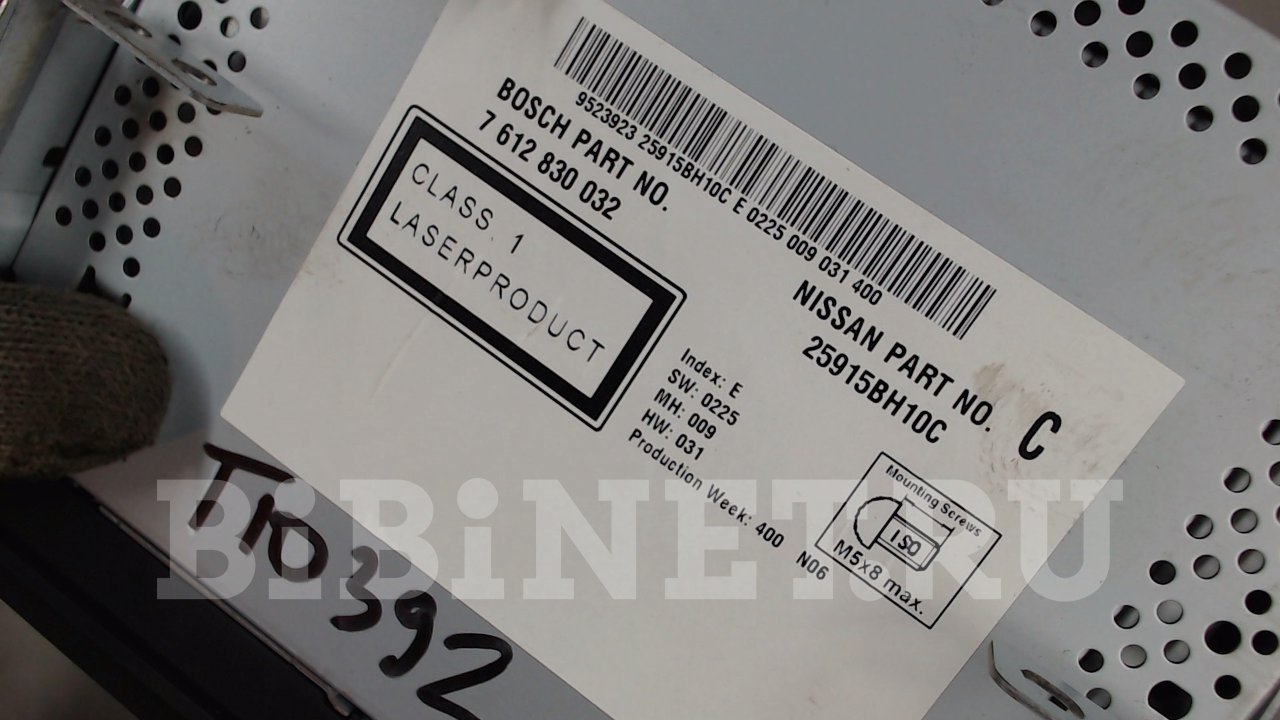 9523923 25915BH10C E 0225 009 031 400
BOSCH PART NO.
7 612 830 032
CLASS. 1
LASERPRODUCT
NISSAN PART NO.
25915BH10C
C
Index: E
SW: 0225
MH: 009
HW: 031
Production Week: 400
N06
Mounting Screws
ISO
M5x8 max.
BiBiNET.RU
T10392